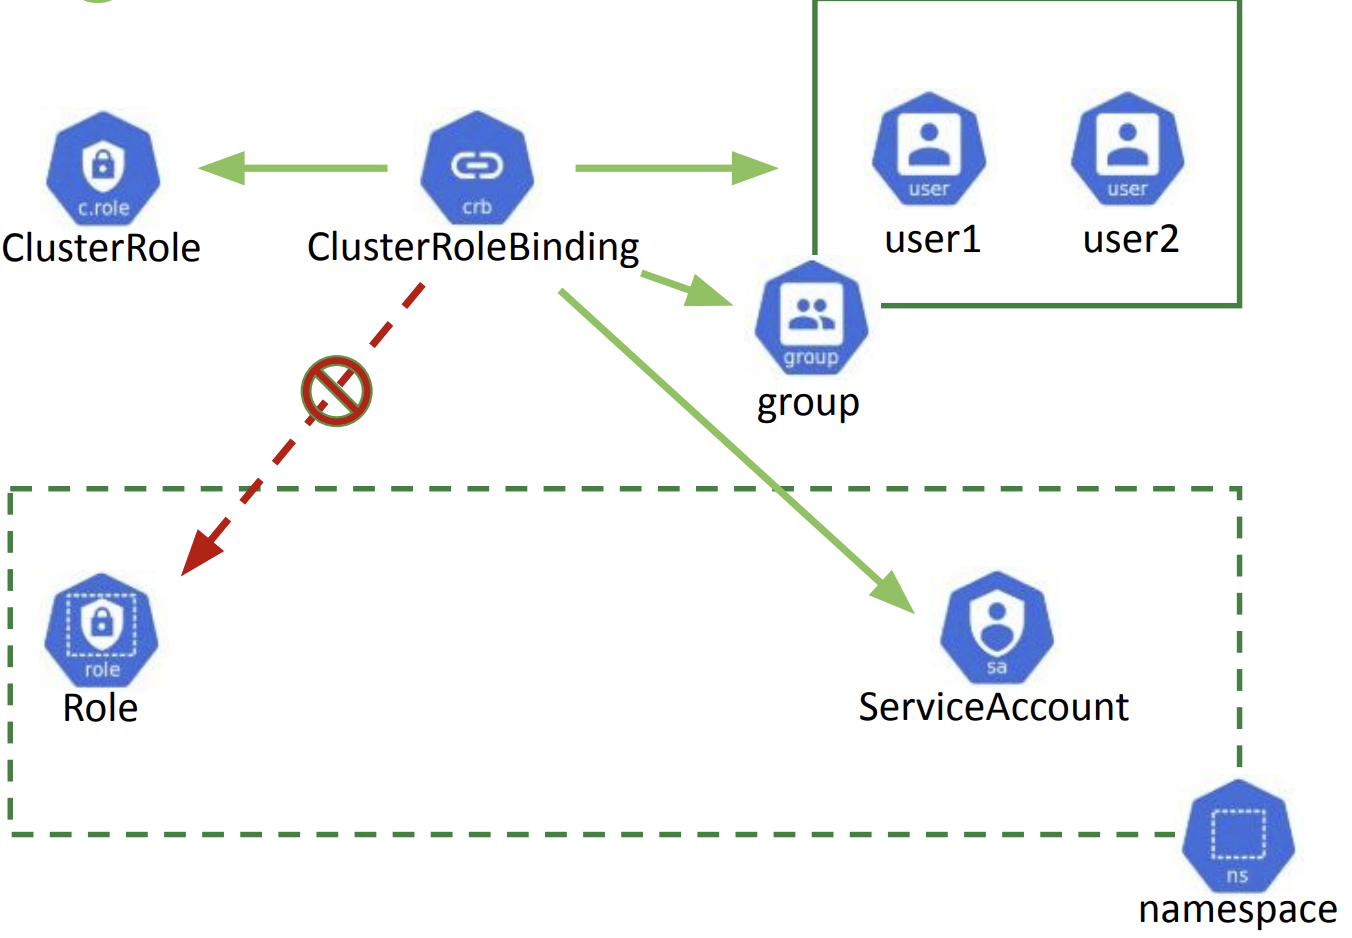 user
user
c.role
crb
user1
user2
ClusterRole
ClusterRoleBinding
group
group
role
sa
Role
ServiceAccount
ns
namespace